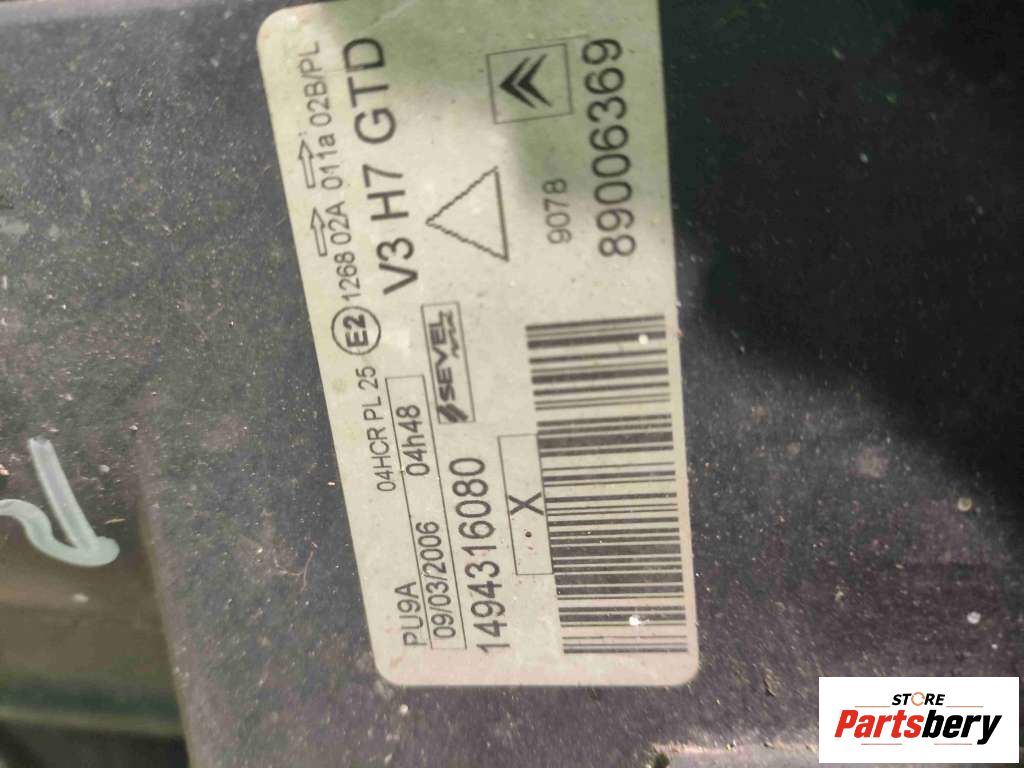 04HCR PL 25 E2 1268 02A 011a 02B/PL
PU9A
09/03/2006 04h48
V3 H7 GTD
SEVEL
1494316080
X
9078
89006369
STORE
Partsbery